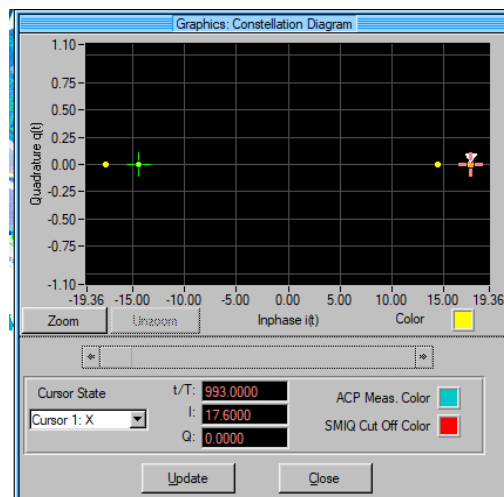 Graphics: Constellation Diagram
1.10
0.75
0.50
0.25
0.00
-0.25
-0.50
-0.75
-1.10
Quadrature q(t)
-19.36 -15.00 -10.00 -5.00 0.00 5.00 10.00 15.00 19.36
Zoom Unzoom Inphase i(t) Color
Cursor State
Cursor 1: X
t/T: 993.0000
I: 17.6000
Q: 0.0000
ACP Meas. Color
SMIQ Cut Off Color
Update Close